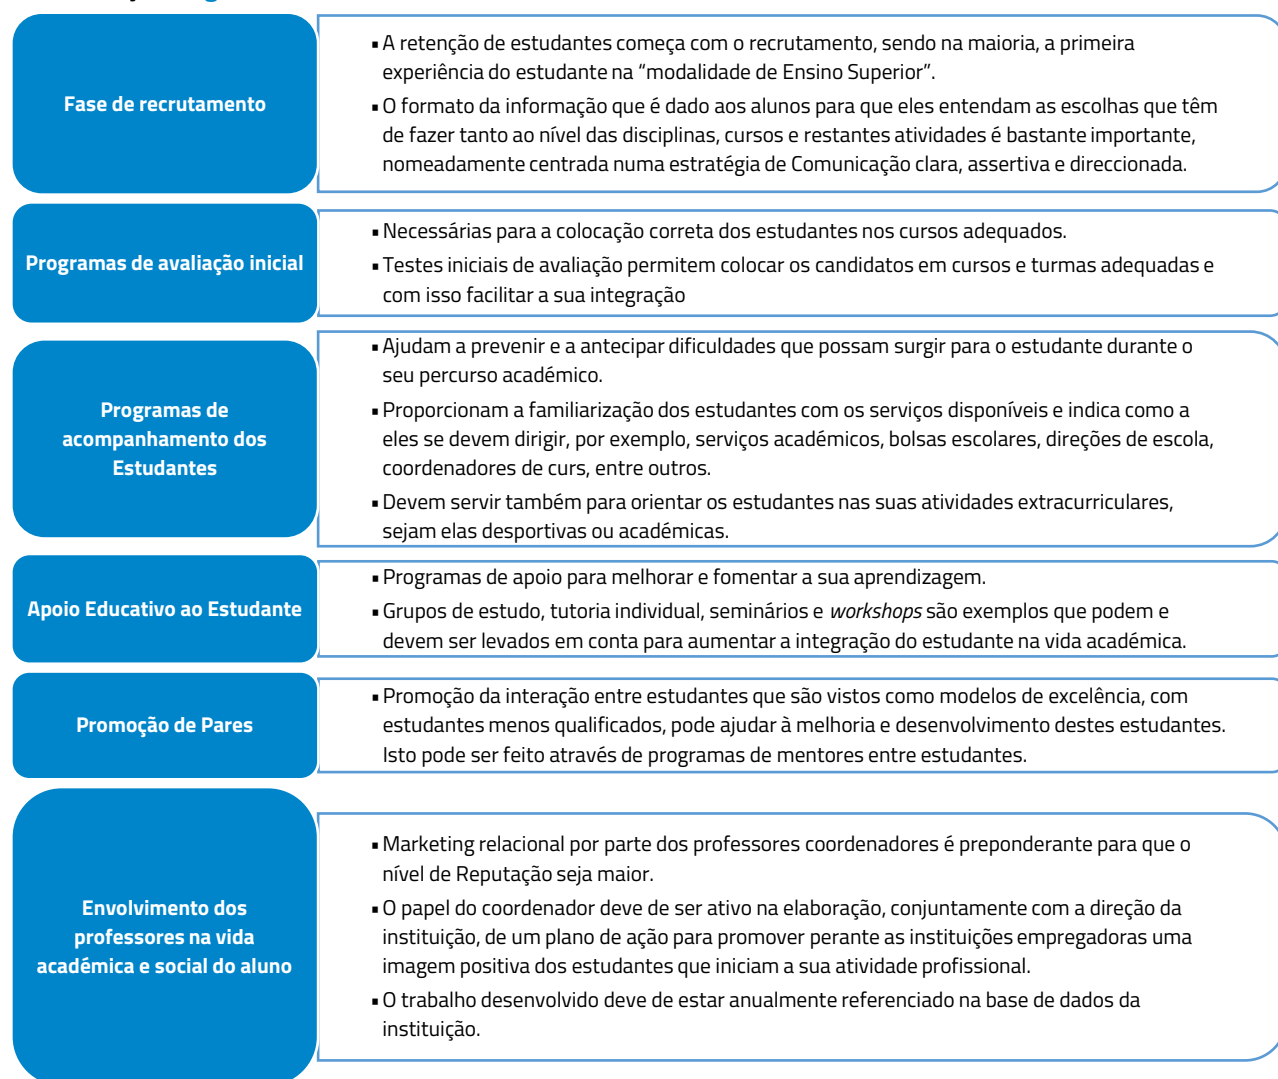 Fase de recrutamento
▪ A retenção de estudantes começa com o recrutamento, sendo na maioria, a primeira
experiência do estudante na “modalidade de Ensino Superior”.
▪ O formato da informação que é dado aos alunos para que eles entendam as escolhas que têm
de fazer tanto ao nível das disciplinas, cursos e restantes atividades é bastante importante,
nomeadamente centrada numa estratégia de Comunicação clara, assertiva e direccionada.
Programas de avaliação inicial
▪ Necessárias para a colocação correta dos estudantes nos cursos adequados.
▪ Testes iniciais de avaliação permitem colocar os candidatos em cursos e turmas adequadas e
com isso facilitar a sua integração
Programas de
acompanhamento dos
Estudantes
▪ Ajudam a prevenir e a antecipar dificuldades que possam surgir para o estudante durante o
seu percurso académico.
▪ Proporcionam a familiarização dos estudantes com os serviços disponíveis e indica como a
eles se devem dirigir, por exemplo, serviços académicos, bolsas escolares, direções de escola,
coordenadores de curs, entre outros.
▪ Devem servir também para orientar os estudantes nas suas atividades extracurriculares,
sejam elas desportivas ou académicas.
Apoio Educativo ao Estudante
▪ Programas de apoio para melhorar e fomentar a sua aprendizagem.
▪ Grupos de estudo, tutoria individual, seminários e workshops são exemplos que podem e
devem ser levados em conta para aumentar a integração do estudante na vida académica.
Promoção de Pares
▪ Promoção da interação entre estudantes que são vistos como modelos de excelência, com
estudantes menos qualificados, pode ajudar à melhoria e desenvolvimento destes estudantes.
Isto pode ser feito através de programas de mentores entre estudantes.
Envolvimento dos
professores na vida
académica e social do aluno
▪ Marketing relacional por parte dos professores coordenadores é preponderante para que o
nível de Reputação seja maior.
▪ O papel do coordenador deve de ser ativo na elaboração, conjuntamente com a direção da
instituição, de um plano de ação para promover perante as instituições empregadoras uma
imagem positiva dos estudantes que iniciam a sua atividade profissional.
▪ O trabalho desenvolvido deve de estar anualmente referenciado na base de dados da
instituição.